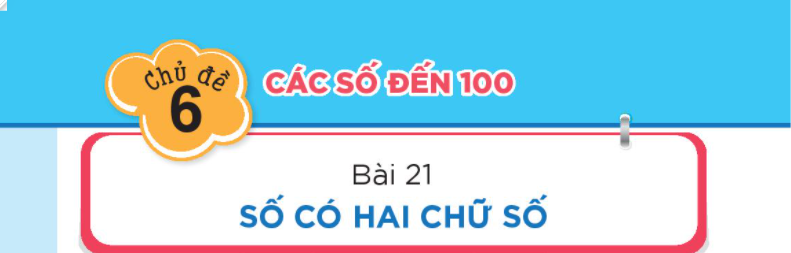 Chủ đề
6
CÁC SỐ ĐẾN 100
Bài 21
SỐ CÓ HAI CHỮ SỐ